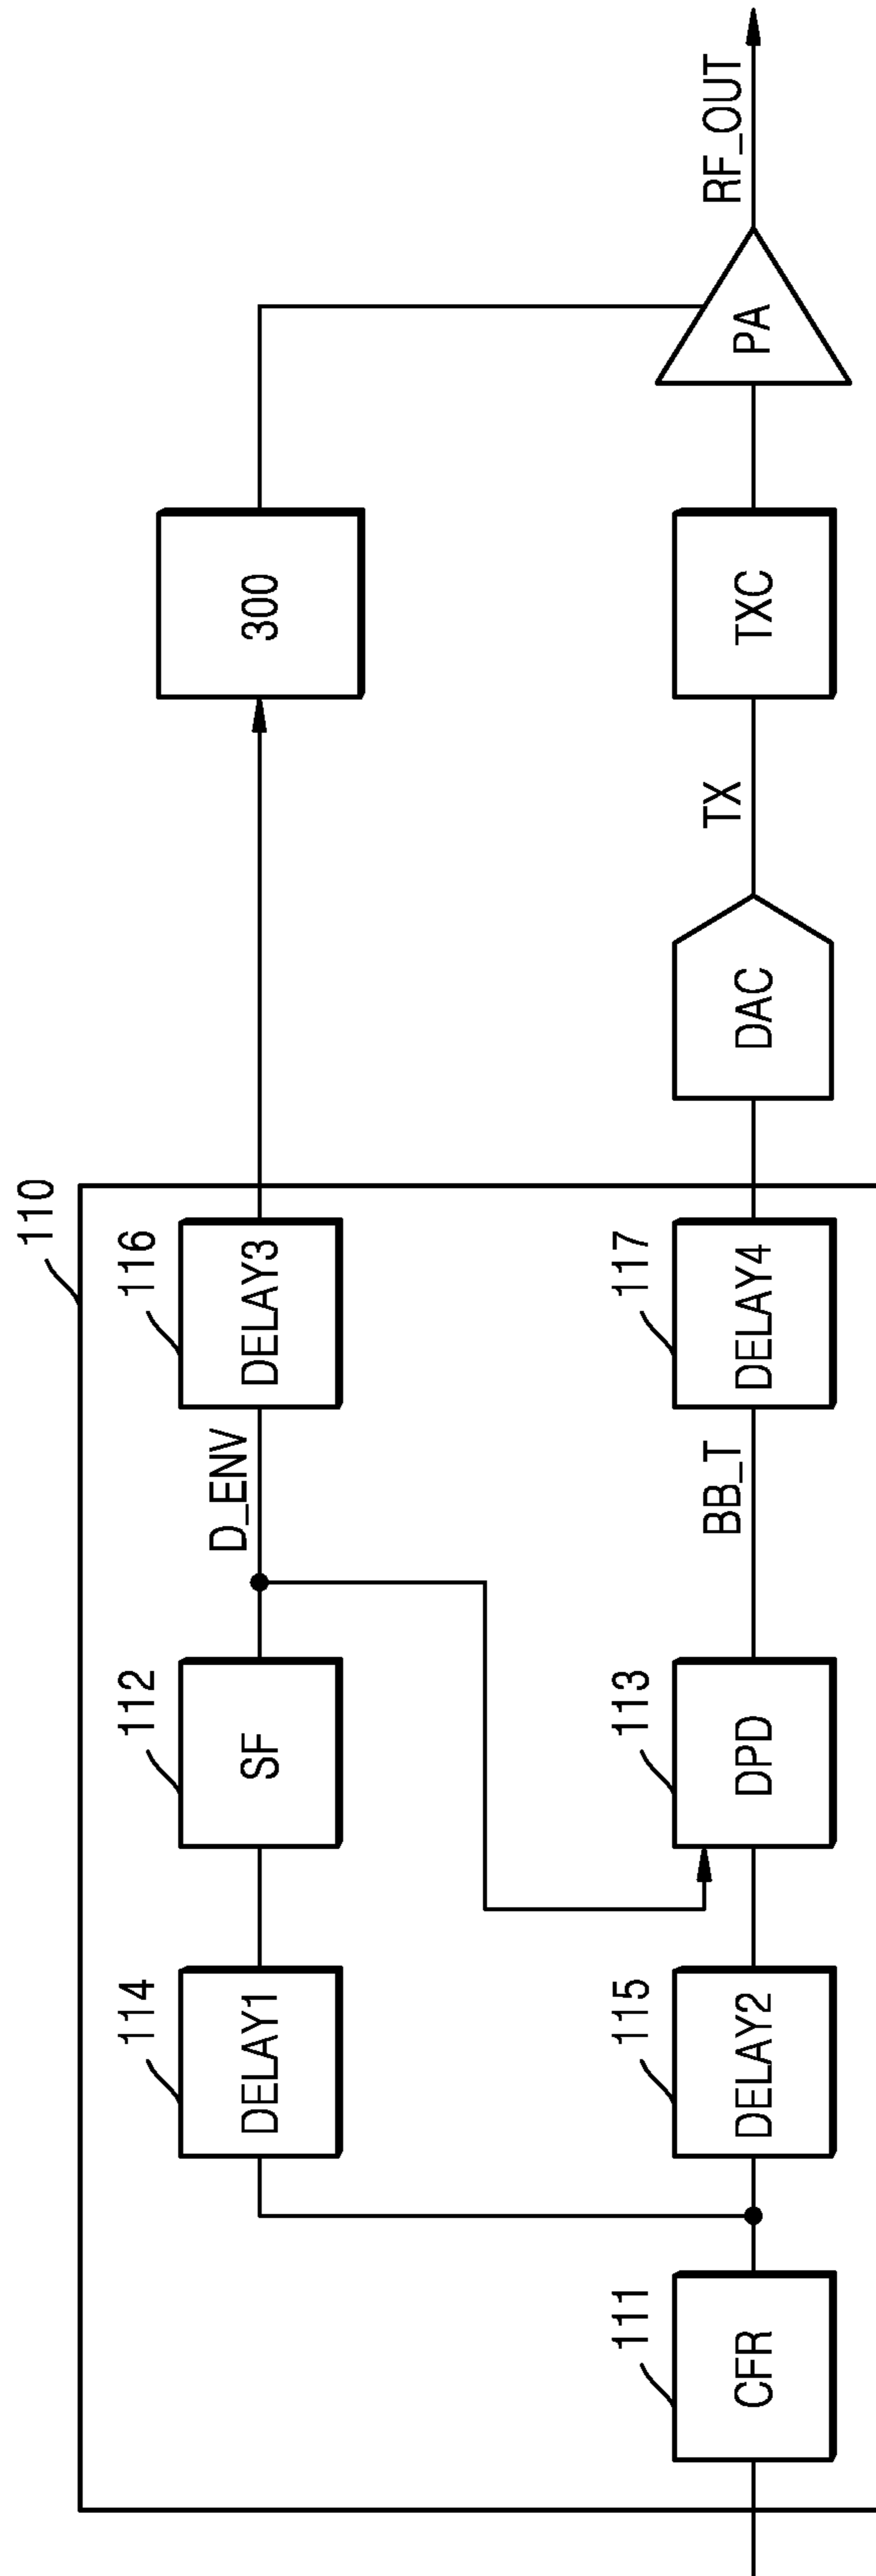 110
114
DELAY1
112
SF
D_ENV
116
DELAY3
300
111
CFR
115
DELAY2
113
DPD
BB_T
117
DELAY4
DAC
TX
TXC
PA
RF_OUT